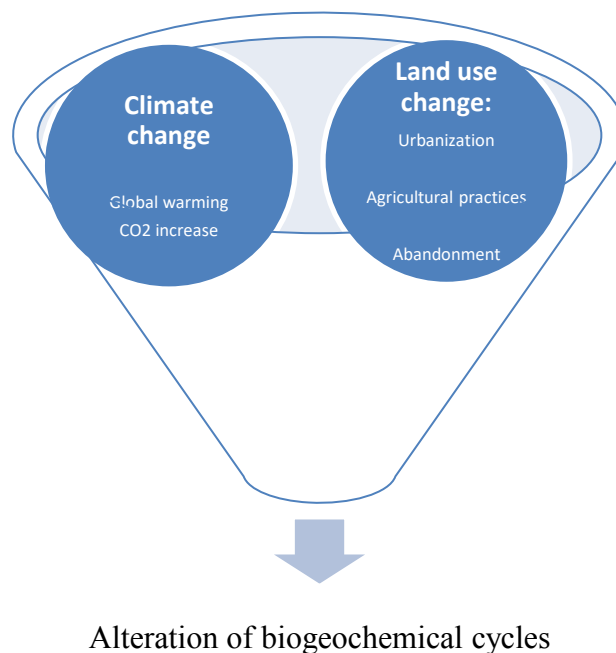 Climate
change
Global warming
CO2 increase
Land use
change:
Urbanization
Agricultural practices
Abandonment
Alteration of biogeochemical cycles